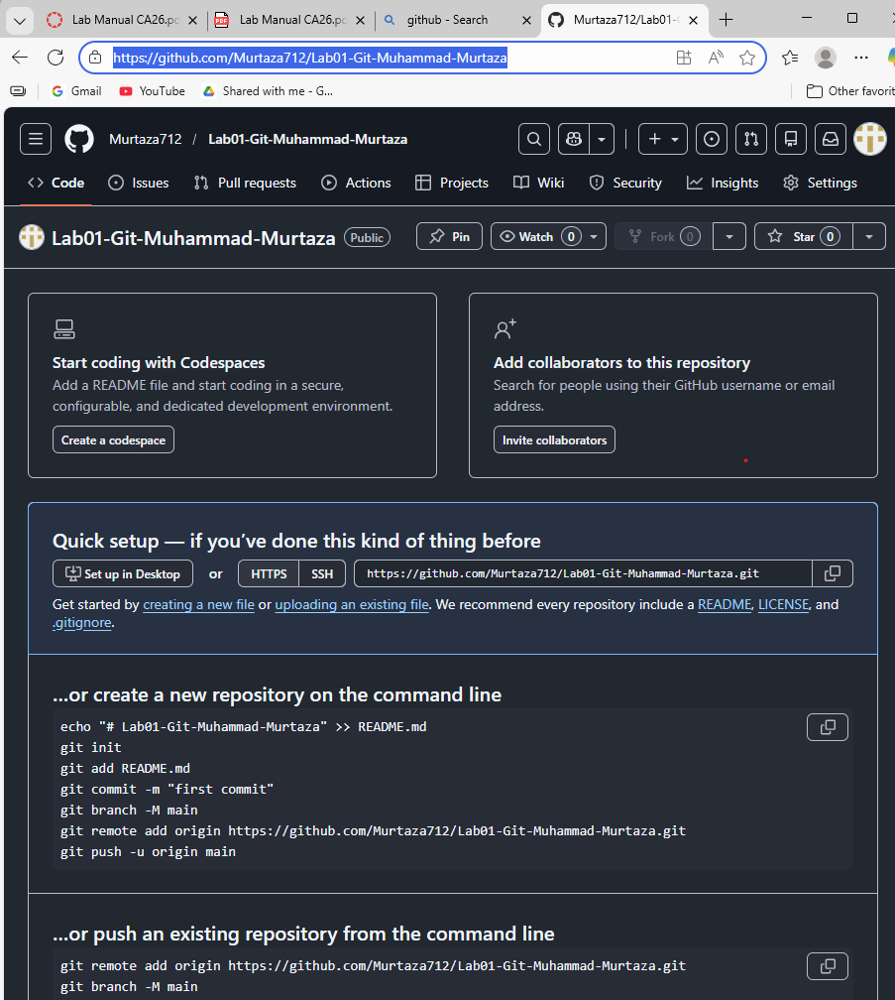 Lab Manual CA26.pc
Lab Manual CA26.pc
github - Search
Murtaza712/Lab01-G
https://github.com/Murtaza712/Lab01-Git-Muhammad-Murtaza
Gmail
YouTube
Shared with me - G...
Other favorit
Murtaza712 / Lab01-Git-Muhammad-Murtaza
Code
Issues
Pull requests
Actions
Projects
Wiki
Security
Insights
Settings
Lab01-Git-Muhammad-Murtaza Public
Pin
Watch 0
Fork 0
Star 0
Start coding with Codespaces
Add a README file and start coding in a secure,
configurable, and dedicated development environment.
Create a codespace
Add collaborators to this repository
Search for people using their GitHub username or email
address.
Invite collaborators
Quick setup — if you’ve done this kind of thing before
Set up in Desktop or HTTPS SSH https://github.com/Murtaza712/Lab01-Git-Muhammad-Murtaza.git
Get started by creating a new file or uploading an existing file. We recommend every repository include a README, LICENSE, and
.gitignore.
…or create a new repository on the command line
echo "# Lab01-Git-Muhammad-Murtaza" >> README.md
git init
git add README.md
git commit -m "first commit"
git branch -M main
git remote add origin https://github.com/Murtaza712/Lab01-Git-Muhammad-Murtaza.git
git push -u origin main
…or push an existing repository from the command line
git remote add origin https://github.com/Murtaza712/Lab01-Git-Muhammad-Murtaza.git
git branch -M main